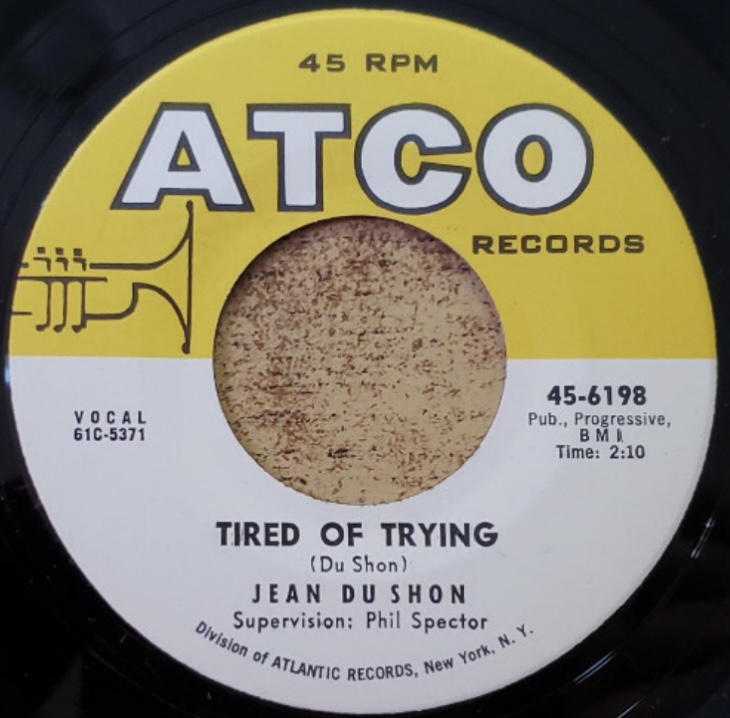 45 RPM
ATCO
RECORDS
VOCAL
61C-5371
45-6198
Pub., Progressive,
BMI
Time: 2:10
TIRED OF TRYING
(Du Shon)
JEAN DU SHON
Supervision: Phil Spector
Division of ATLANTIC RECORDS, New York, N. Y.